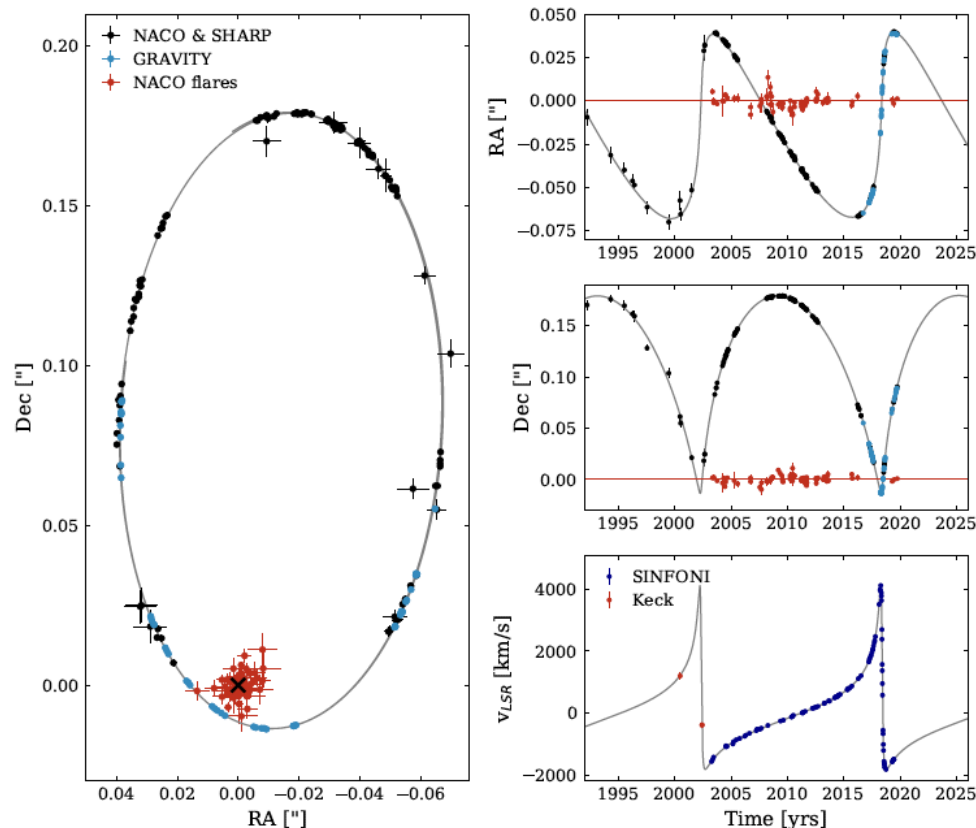 NACO & SHARP
GRAVITY
NACO flares
0.20
0.15
0.10
0.05
0.00
Dec ["]
0.04 0.02 0.00 −0.02 −0.04 −0.06
RA ["]
0.050
0.025
0.000
−0.025
−0.050
−0.075
RA ["]
1995 2000 2005 2010 2015 2020 2025
0.15
0.10
0.05
0.00
Dec ["]
1995 2000 2005 2010 2015 2020 2025
SINFONI
Keck
4000
2000
0
−2000
vLSR [km/s]
1995 2000 2005 2010 2015 2020 2025
Time [yrs]